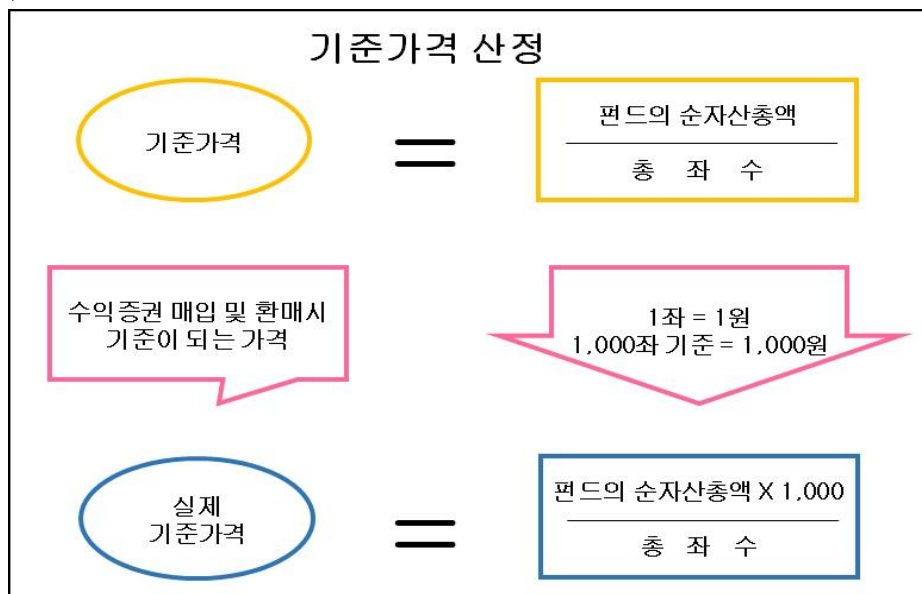 기준가격 산정
기준가격
=
펀드의 순자산총액
총 좌 수
수익증권 매입 및 환매시
기준이 되는 가격
1좌 = 1원
1,000좌 기준 = 1,000원
실제
기준가격
=
펀드의 순자산총액 X 1,000
총 좌 수